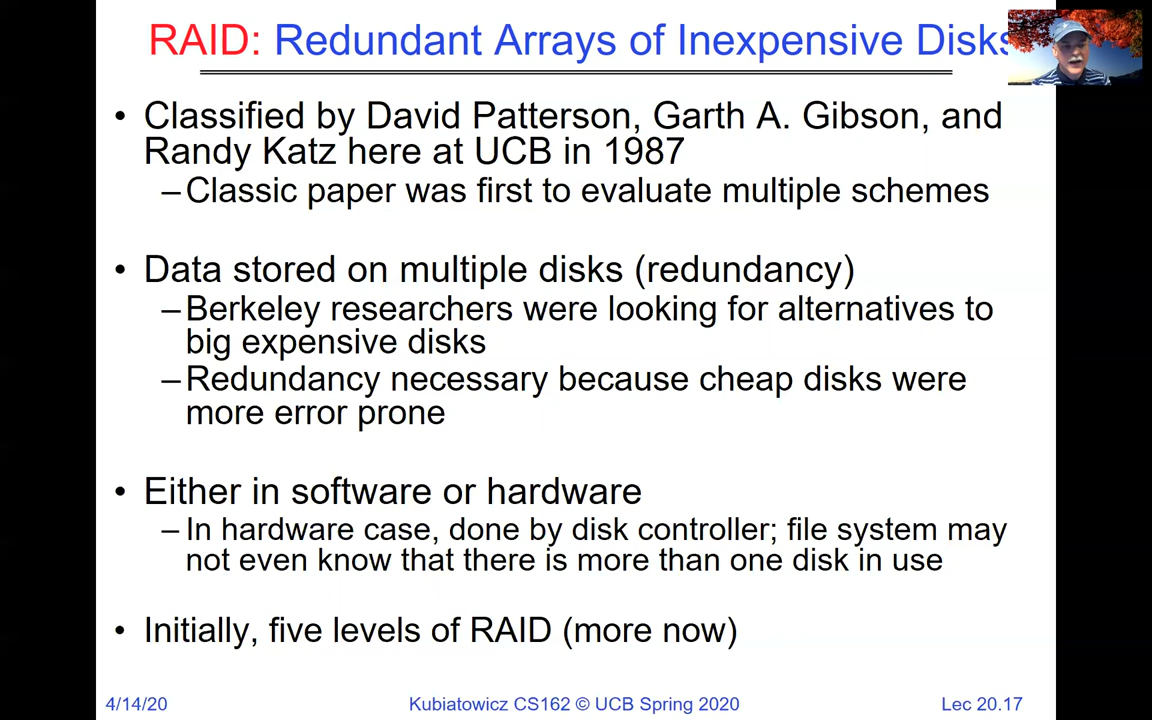 RAID: Redundant Arrays of Inexpensive Disks
• Classified by David Patterson, Garth A. Gibson, and
Randy Katz here at UCB in 1987
–Classic paper was first to evaluate multiple schemes
• Data stored on multiple disks (redundancy)
–Berkeley researchers were looking for alternatives to
big expensive disks
–Redundancy necessary because cheap disks were
more error prone
• Either in software or hardware
–In hardware case, done by disk controller; file system may
not even know that there is more than one disk in use
• Initially, five levels of RAID (more now)
4/14/20
Kubiatowicz CS162 © UCB Spring 2020
Lec 20.17